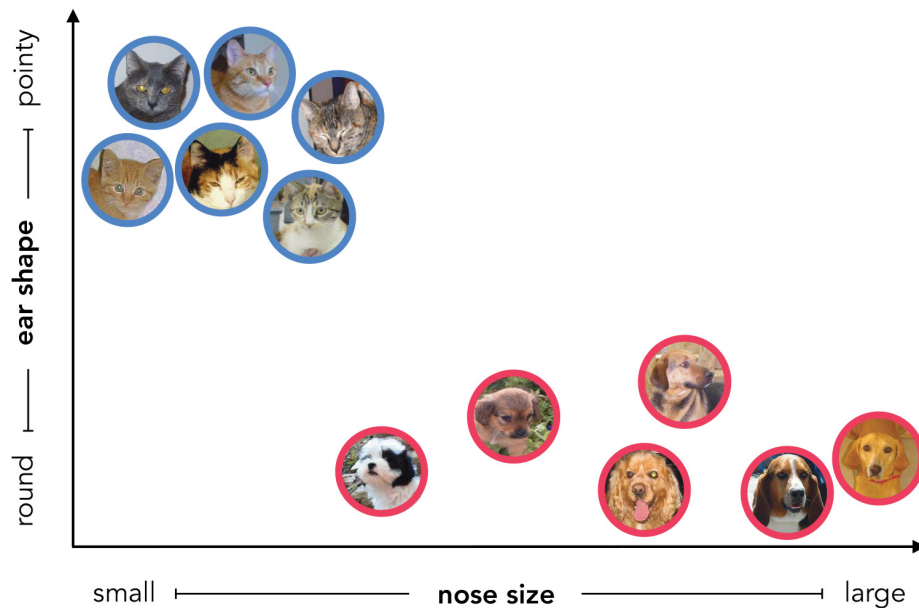 pointy
ear shape
round
small
nose size
large